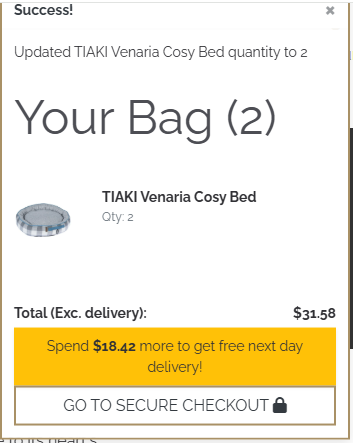 Success! ×
Updated TIAKI Venaria Cosy Bed quantity to 2
Your Bag (2)
TIAKI Venaria Cosy Bed
Qty: 2
Total (Exc. delivery): $31.58
Spend $18.42 more to get free next day
delivery!
GO TO SECURE CHECKOUT